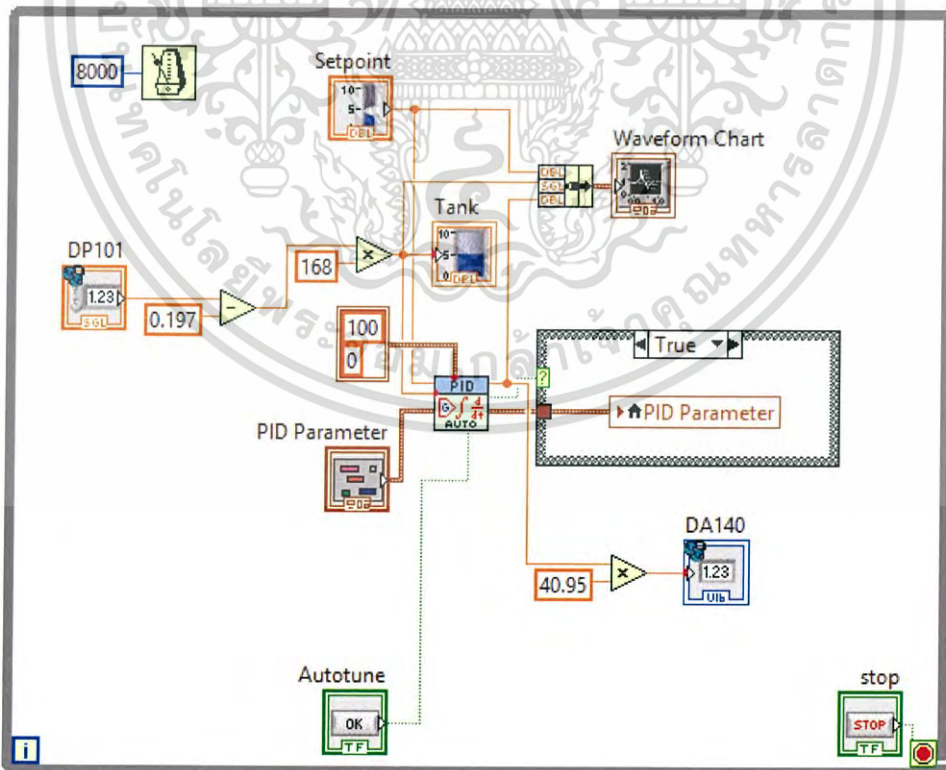 8000
Setpoint
10-
5-
DBL
Waveform Chart
DBL
SGL
DBL
Tank
10-
5-
0
DBL
DP101
1.23
SGL
168
0.197
100
0
True
PID
AUTO
?
PID Parameter
PID Parameter
DA140
1.23
U16
40.95
Autotune
OK
TF
stop
STOP
TF
i